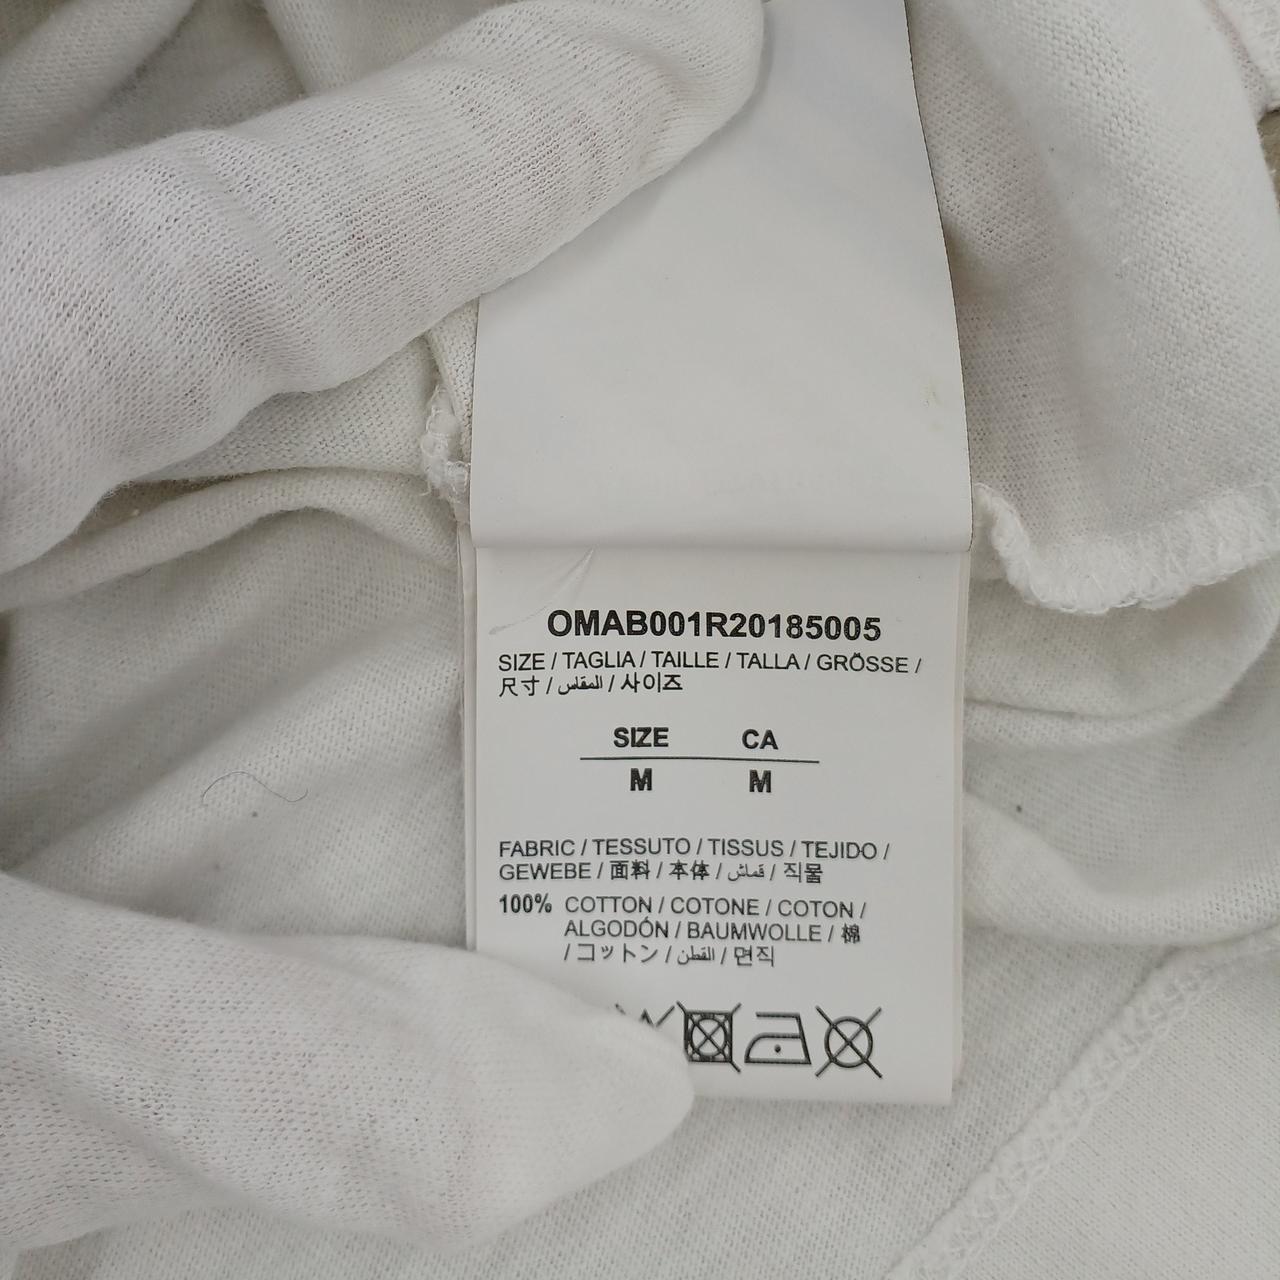 OMAB001R20185005
SIZE / TAGLIA / TAILLE / TALLA / GRÖSSE /
尺寸 / المقاس / 사이즈
SIZE CA
M M
FABRIC / TESSUTO / TISSUS / TEJIDO /
GEWEBE / 面料 / 本体 / قماش / 직물
100% COTTON / COTONE / COTON /
ALGODÓN / BAUMWOLLE / 棉
/ コットン / القطن / 면직